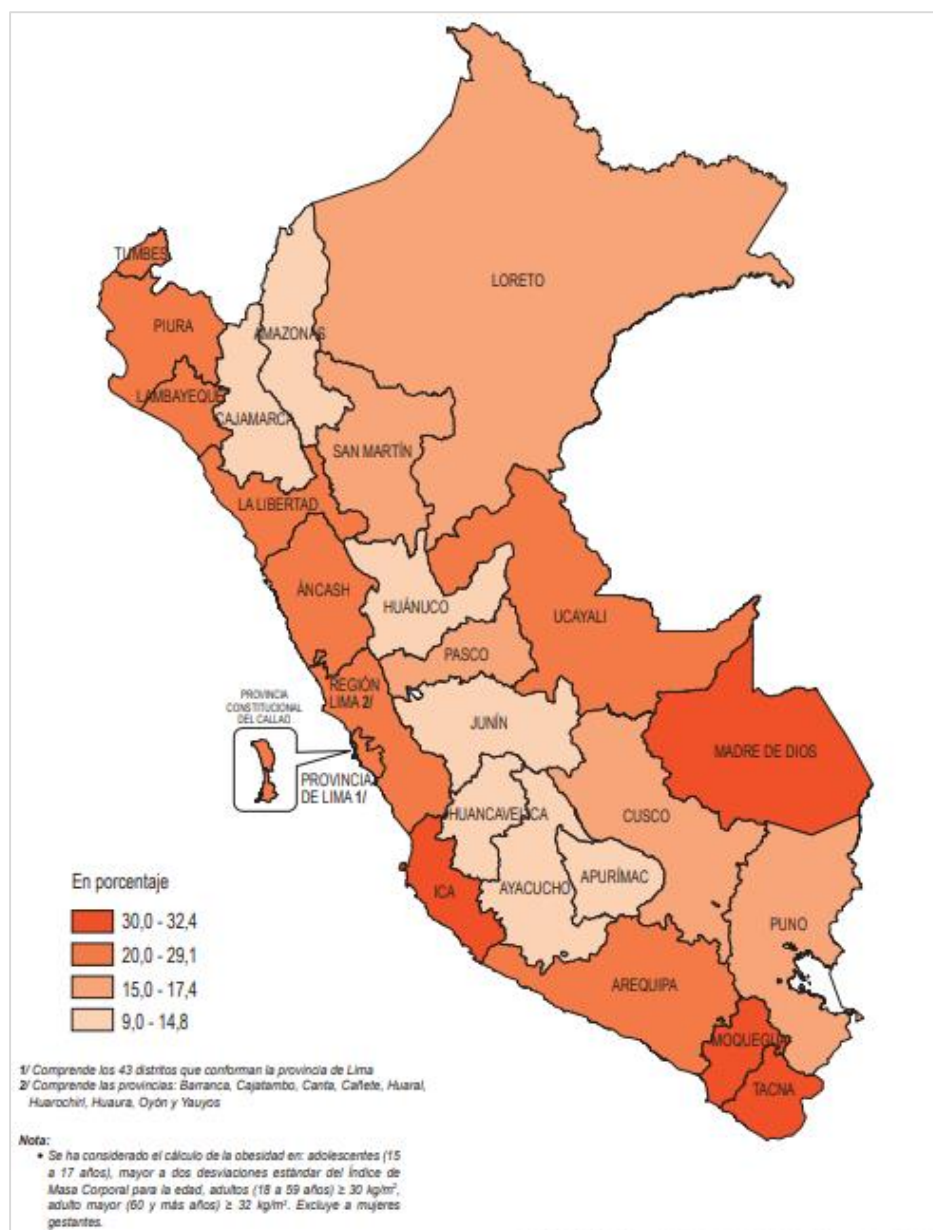 LORETO
TUMBES
PIURA
AMAZONAS
LAMBAYEQUE
CAJAMARCA
SAN MARTÍN
LA LIBERTAD
ÁNCASH
HUÁNUCO
UCAYALI
PASCO
REGIÓN
LIMA 2/
PROVINCIA
CONSTITUCIONAL
DEL CALLAO
JUNÍN
MADRE DE DIOS
PROVINCIA
DE LIMA 1/
HUANCAVELICA
CUSCO
ICA
AYACUCHO
APURÍMAC
PUNO
AREQUIPA
MOQUEGUA
TACNA
En porcentaje
30,0 - 32,4
20,0 - 29,1
15,0 - 17,4
9,0 - 14,8
1/ Comprende los 43 distritos que conforman la provincia de Lima
2/ Comprende las provincias: Barranca, Cajatambo, Canta, Cañete, Huaral,
Huarochirí, Huaura, Oyón y Yauyos
Nota:
• Se ha considerado el cálculo de la obesidad en: adolescentes (15
a 17 años), mayor a dos desviaciones estándar del Índice de
Masa Corporal para la edad, adultos (18 a 59 años) ≥ 30 kg/m²,
adulto mayor (60 y más años) ≥ 32 kg/m². Excluye a mujeres
gestantes.